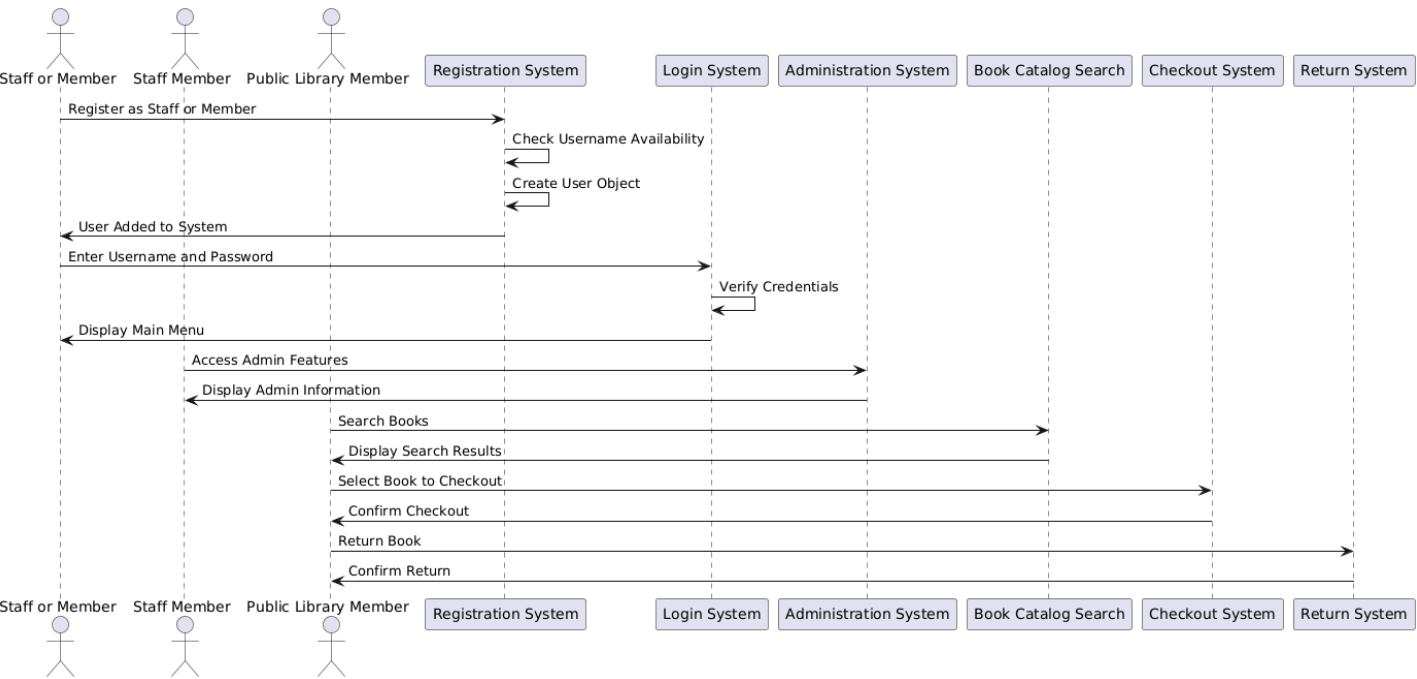 Staff or Member
Staff Member
Public Library Member
Registration System
Login System
Administration System
Book Catalog Search
Checkout System
Return System
Register as Staff or Member
Check Username Availability
Create User Object
User Added to System
Enter Username and Password
Verify Credentials
Display Main Menu
Access Admin Features
Display Admin Information
Search Books
Display Search Results
Select Book to Checkout
Confirm Checkout
Return Book
Confirm Return
Staff or Member
Staff Member
Public Library Member
Registration System
Login System
Administration System
Book Catalog Search
Checkout System
Return System